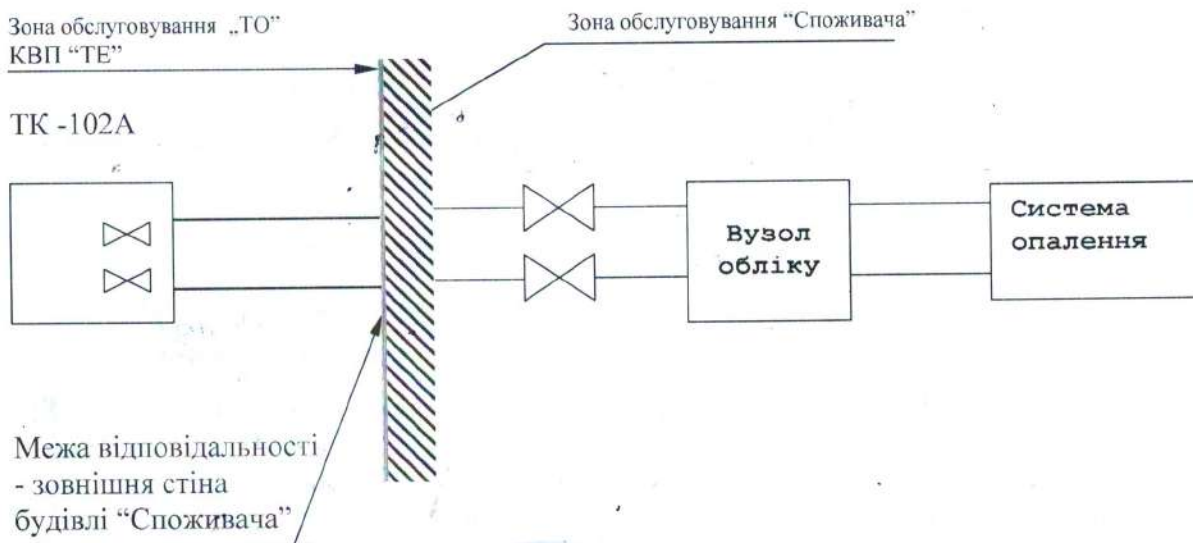 Зона обслуговування „ТО”
КВП “ТЕ”
Зона обслуговування “Споживача”
ТК -102А
Вузол
обліку
Система
опалення
Межа відповідальності
- зовнішня стіна
будівлі “Споживача”